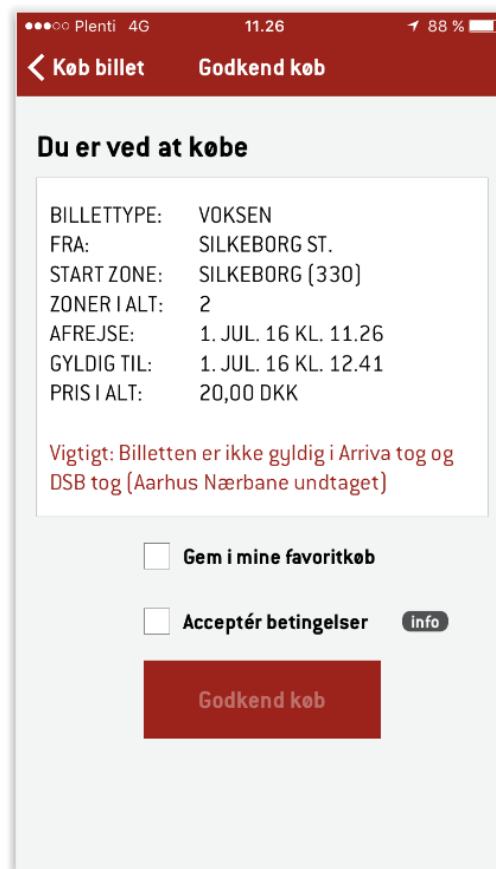 Plenti 4G 11.26 88 %
Køb billet Godkend køb
Du er ved at købe
BILLETTYPE: VOKSEN
FRA: SILKEBORG ST.
START ZONE: SILKEBORG (330)
ZONER I ALT: 2
AFREJSE: 1. JUL. 16 KL. 11.26
GYLDIG TIL: 1. JUL. 16 KL. 12.41
PRIS I ALT: 20,00 DKK
Vigtigt: Billetten er ikke gyldig i Arriva tog og
DSB tog (Aarhus Nærbane undtaget)
Gem i mine favoritkøb
Acceptér betingelser info
Godkend køb